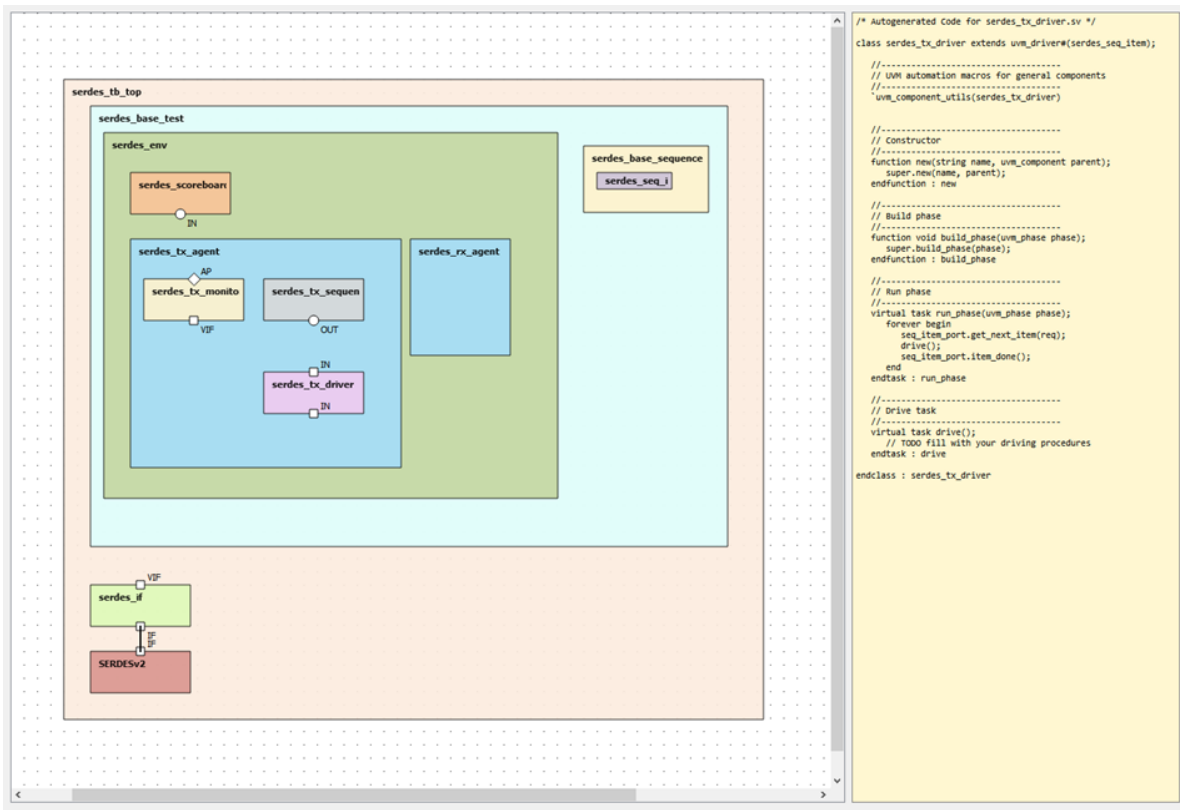 serdes_tb_top
serdes_base_test
serdes_env
serdes_scoreboar
IN
serdes_base_sequence
serdes_seq_i
serdes_tx_agent
AP
serdes_tx_monito
VIF
serdes_tx_sequen
OUT
IN
serdes_tx_driver
IN
serdes_rx_agent
VIF
serdes_if
IF
IF
SERDESv2
/* Autogenerated Code for serdes_tx_driver.sv */
class serdes_tx_driver extends uvm_driver#(serdes_seq_item);
//------------------------------------
// UVM automation macros for general components
//------------------------------------
`uvm_component_utils(serdes_tx_driver)
//------------------------------------
// Constructor
//------------------------------------
function new(string name, uvm_component parent);
super.new(name, parent);
endfunction : new
//------------------------------------
// Build phase
//------------------------------------
function void build_phase(uvm_phase phase);
super.build_phase(phase);
endfunction : build_phase
//------------------------------------
// Run phase
//------------------------------------
virtual task run_phase(uvm_phase phase);
forever begin
seq_item_port.get_next_item(req);
drive();
seq_item_port.item_done();
end
endtask : run_phase
//------------------------------------
// Drive task
//------------------------------------
virtual task drive();
// TODO fill with your driving procedures
endtask : drive
endclass : serdes_tx_driver